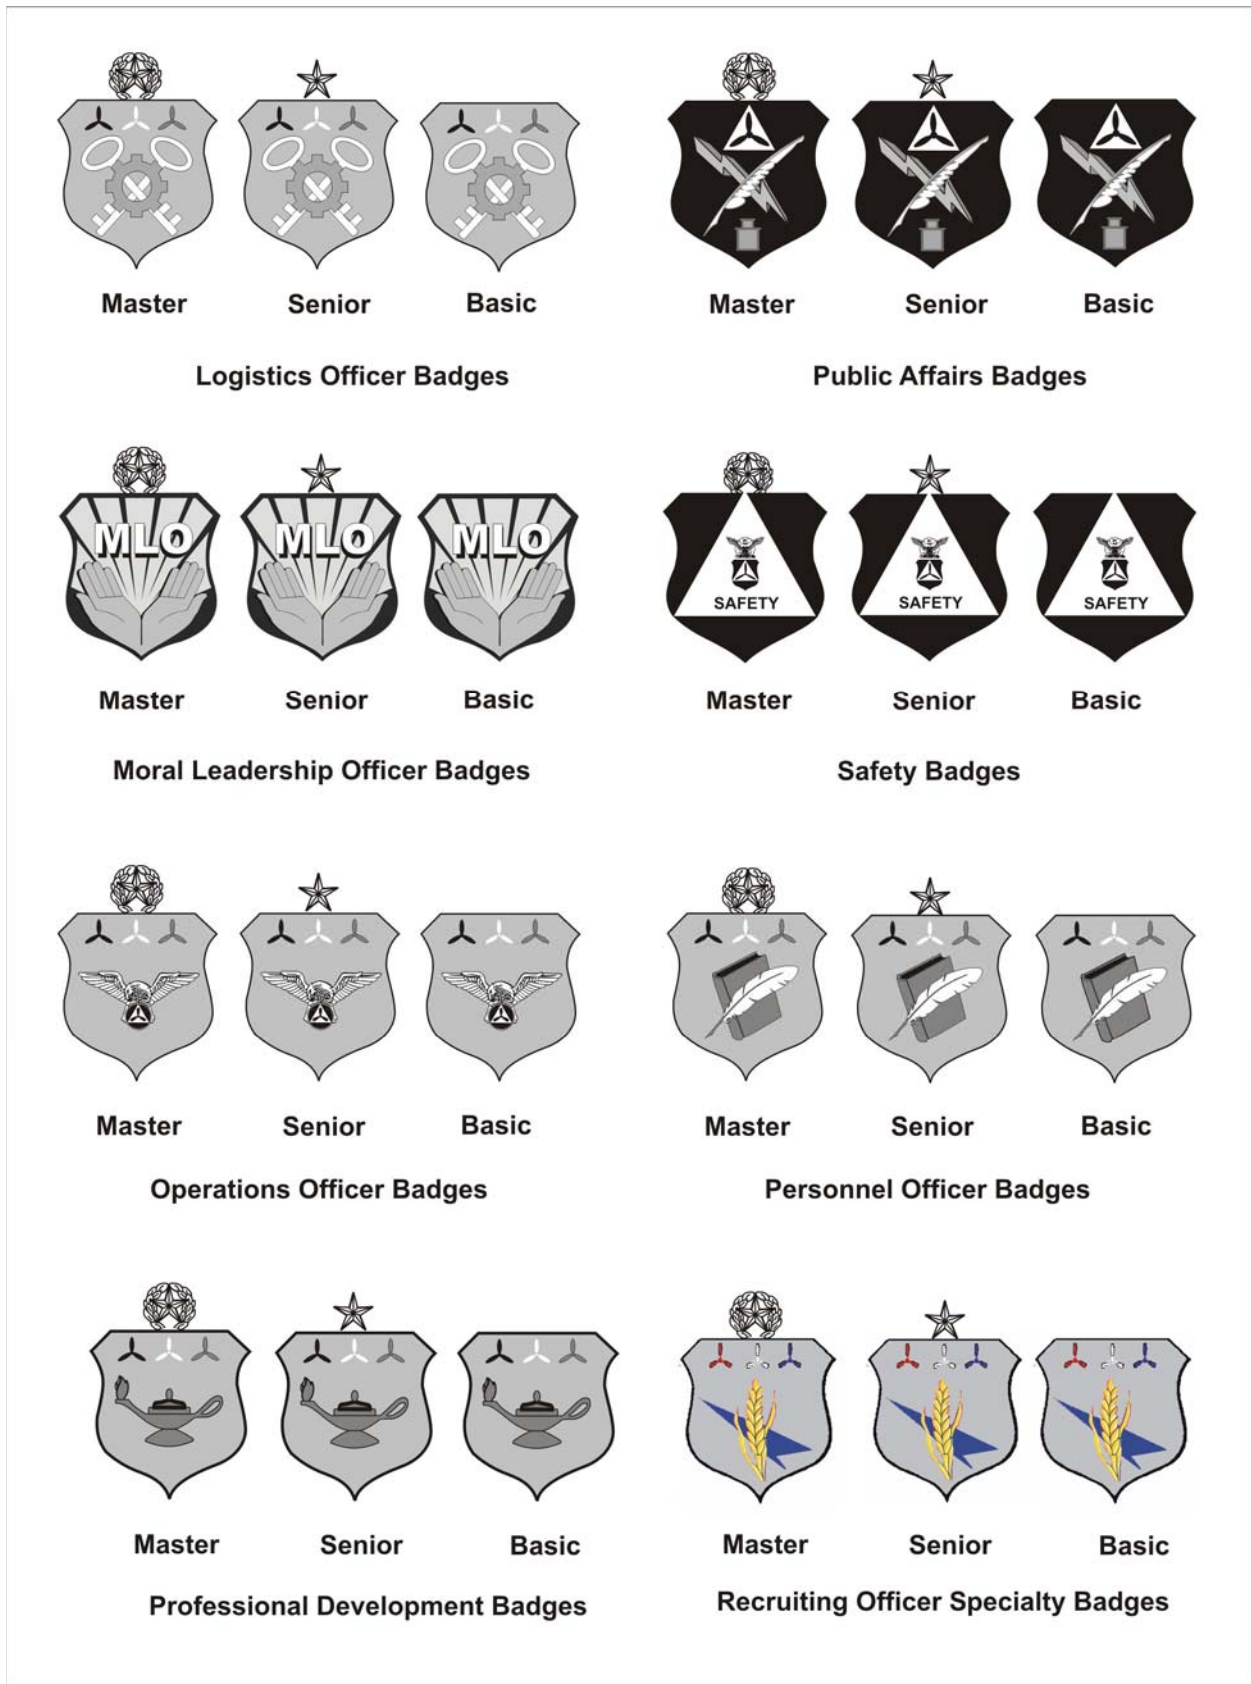 Master Senior Basic
Logistics Officer Badges
Master Senior Basic
Public Affairs Badges
MLO MLO MLO
Master Senior Basic
Moral Leadership Officer Badges
SAFETY SAFETY SAFETY
Master Senior Basic
Safety Badges
Master Senior Basic
Operations Officer Badges
Master Senior Basic
Personnel Officer Badges
Master Senior Basic
Professional Development Badges
Master Senior Basic
Recruiting Officer Specialty Badges